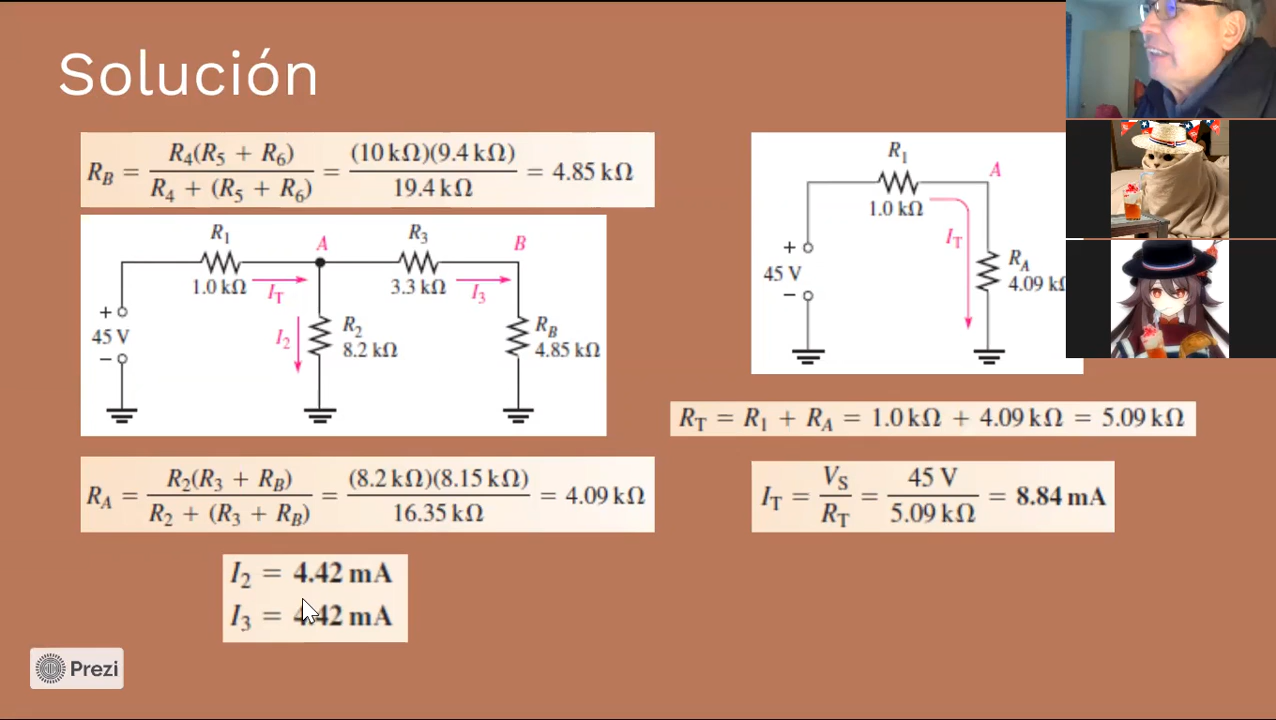 Solución
R_B = R_4(R_5 + R_6) / R_4 + (R_5 + R_6) = (10 kΩ)(9.4 kΩ) / 19.4 kΩ = 4.85 kΩ
R_1 A R_3 B
1.0 kΩ I_T 3.3 kΩ I_3
+
45 V
−
I_2 R_2 R_B
8.2 kΩ 4.85 kΩ
R_A = R_2(R_3 + R_B) / R_2 + (R_3 + R_B) = (8.2 kΩ)(8.15 kΩ) / 16.35 kΩ = 4.09 kΩ
I_2 = 4.42 mA
I_3 = 4.42 mA
R_1 A
1.0 kΩ
+ I_T R_A
45 V 4.09 kΩ
−
R_T = R_1 + R_A = 1.0 kΩ + 4.09 kΩ = 5.09 kΩ
I_T = V_S / R_T = 45 V / 5.09 kΩ = 8.84 mA
Prezi